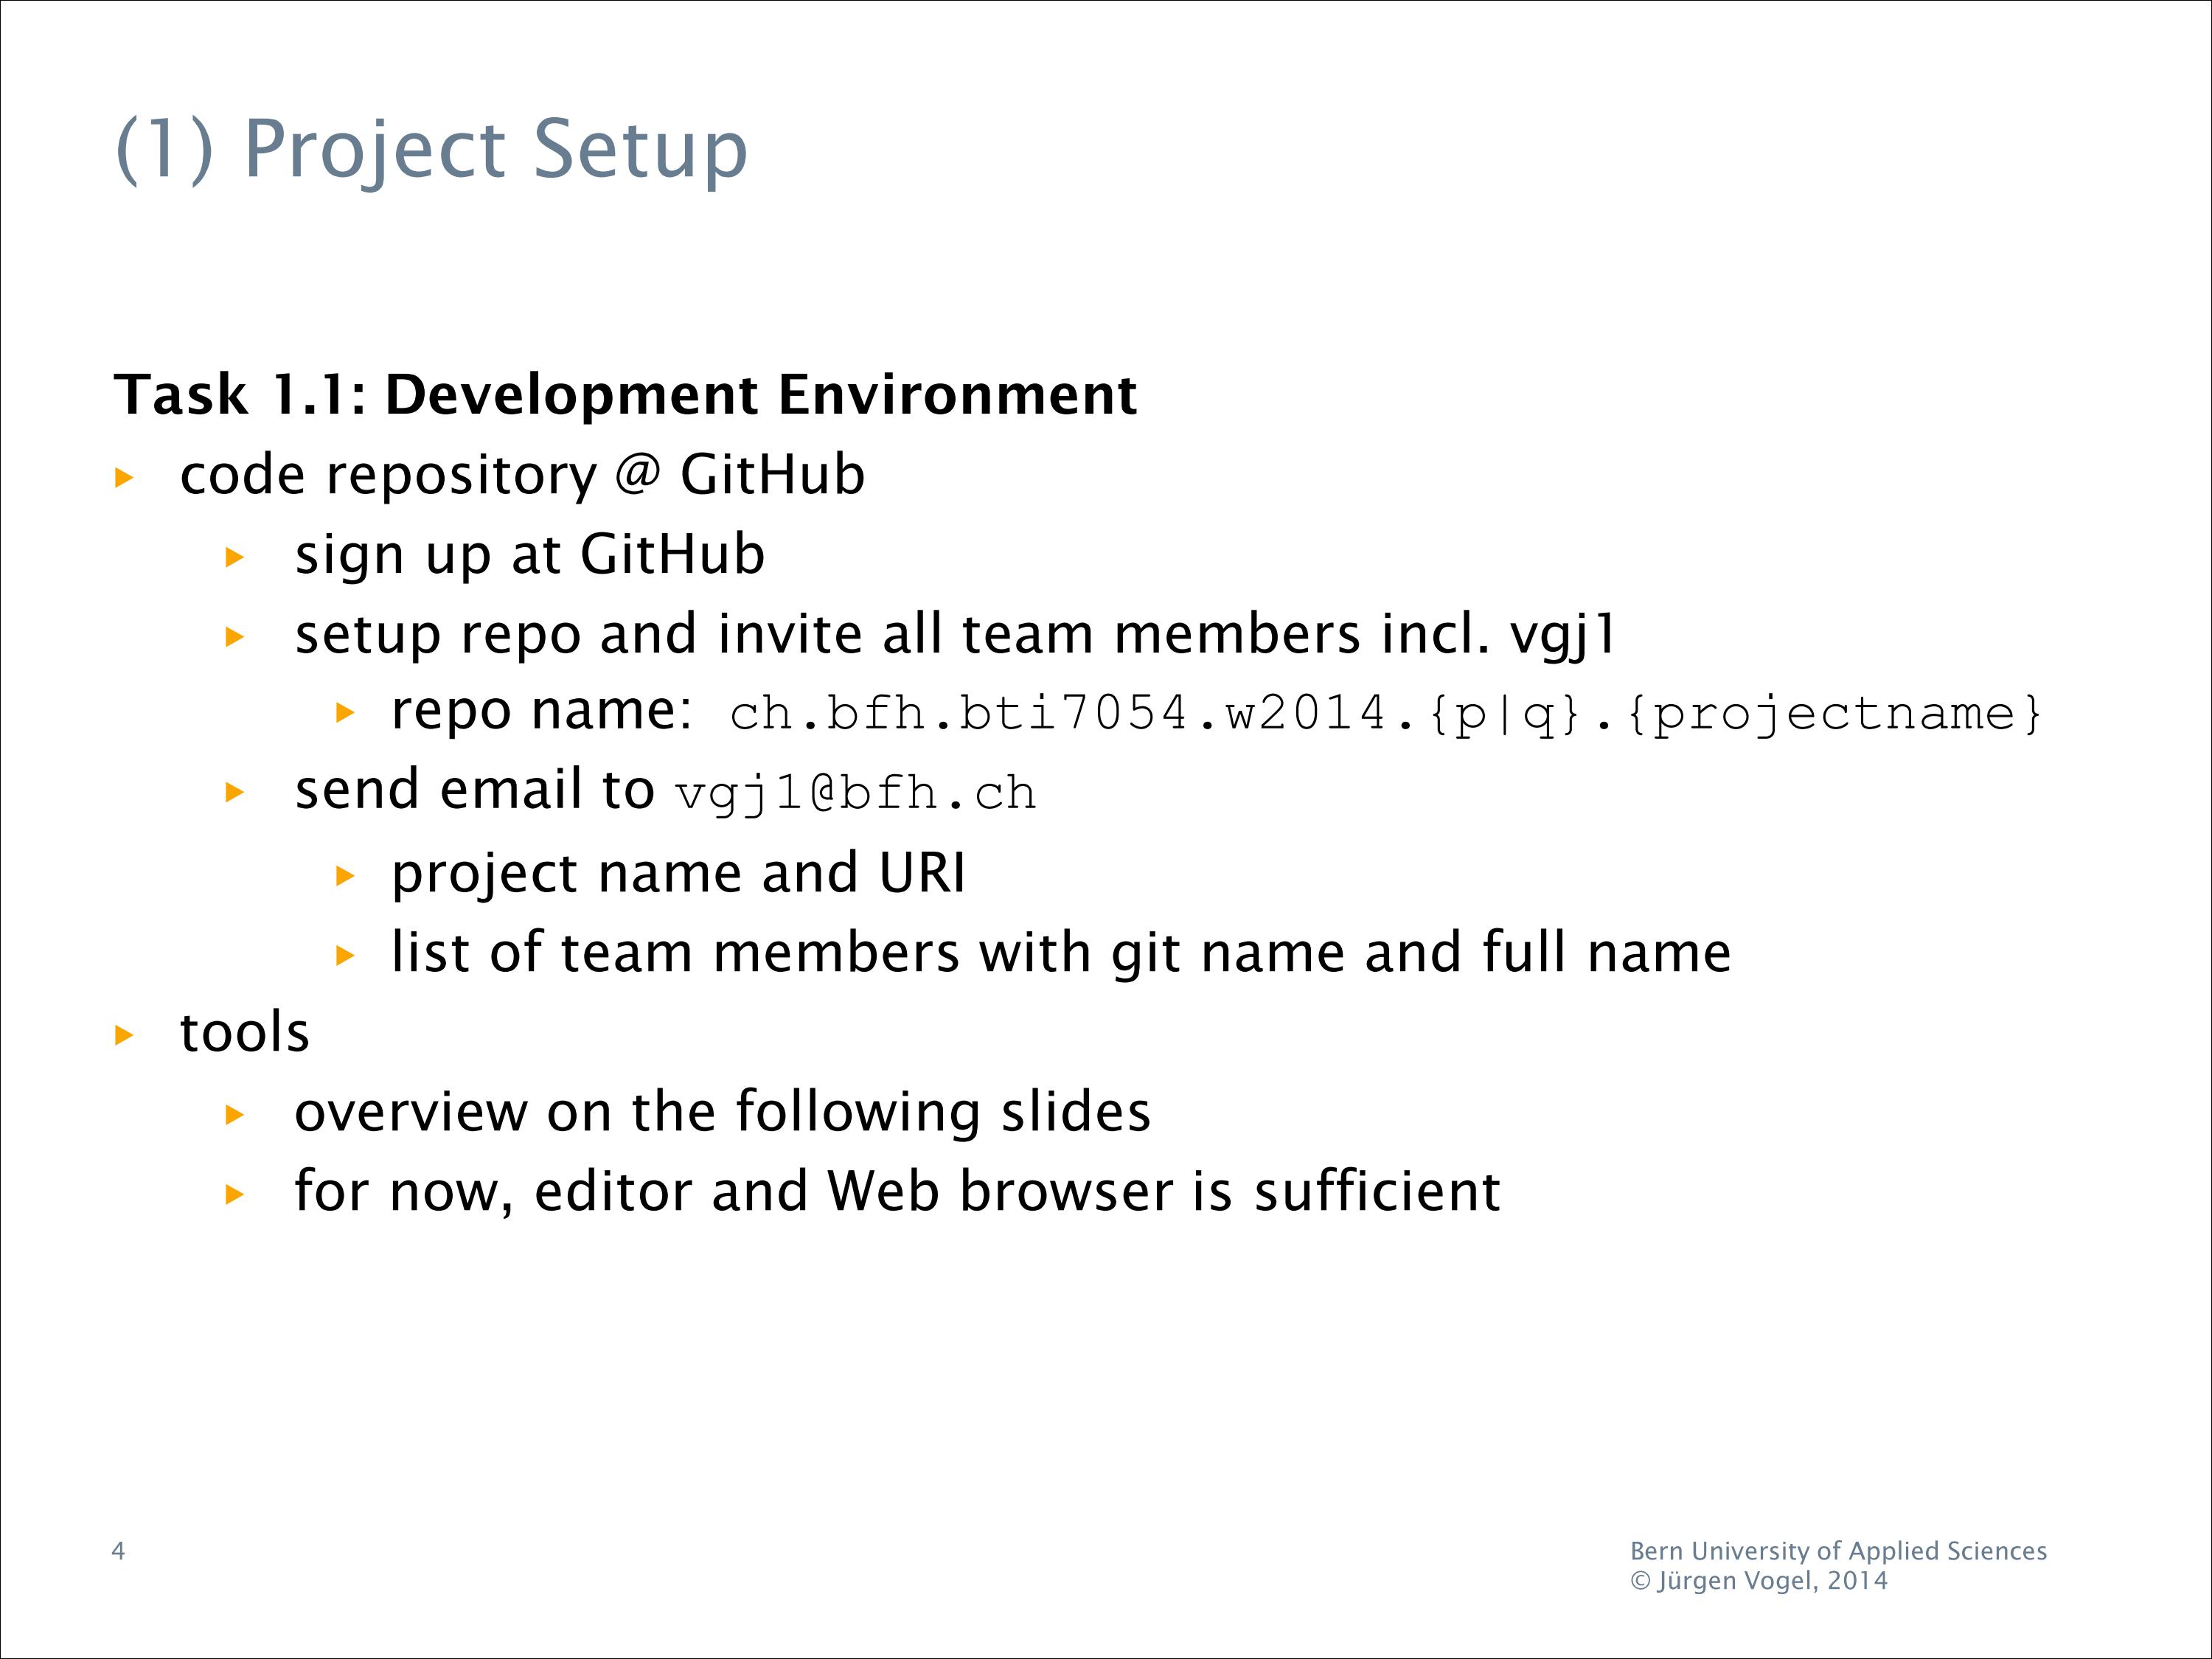 (1) Project Setup
Task 1.1: Development Environment
▶ code repository @ GitHub
▶ sign up at GitHub
▶ setup repo and invite all team members incl. vgj1
▶ repo name: ch.bfh.bti7054.w2014.{p|q}.{projectname}
▶ send email to vgj1@bfh.ch
▶ project name and URI
▶ list of team members with git name and full name
▶ tools
▶ overview on the following slides
▶ for now, editor and Web browser is sufficient
4
Bern University of Applied Sciences
© Jürgen Vogel, 2014